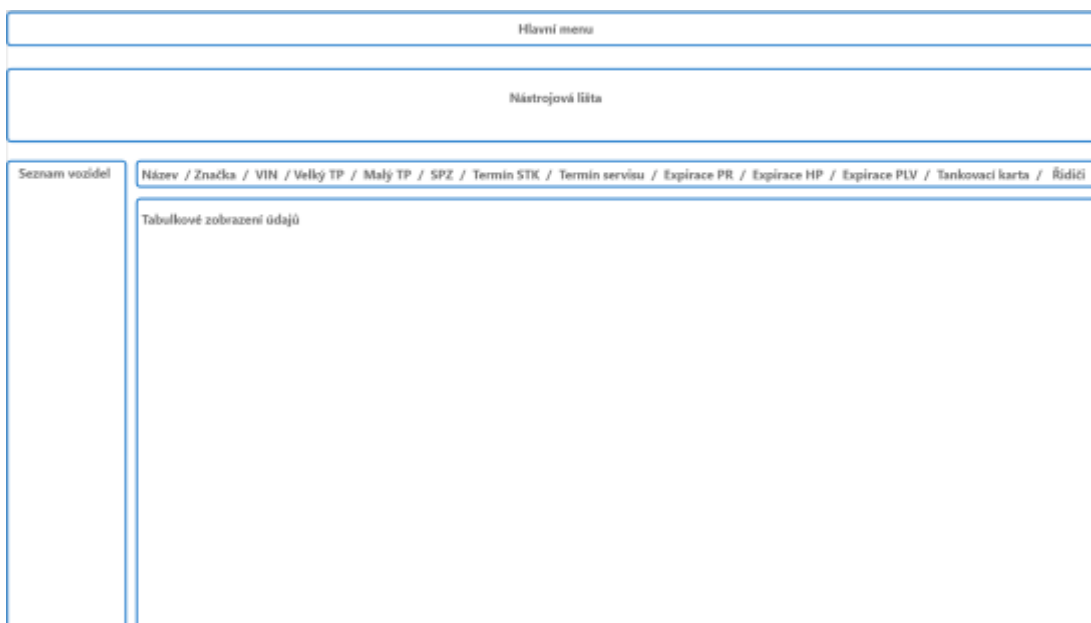 Hlavní menu
Nástrojová lišta
Seznam vozidel
Název / Značka / VIN / Velký TP / Malý TP / SPZ / Termín STK / Termín servisu / Expirace PR / Expirace HP / Expirace PLV / Tankovací karta / Řidiči
Tabulkové zobrazení údajů